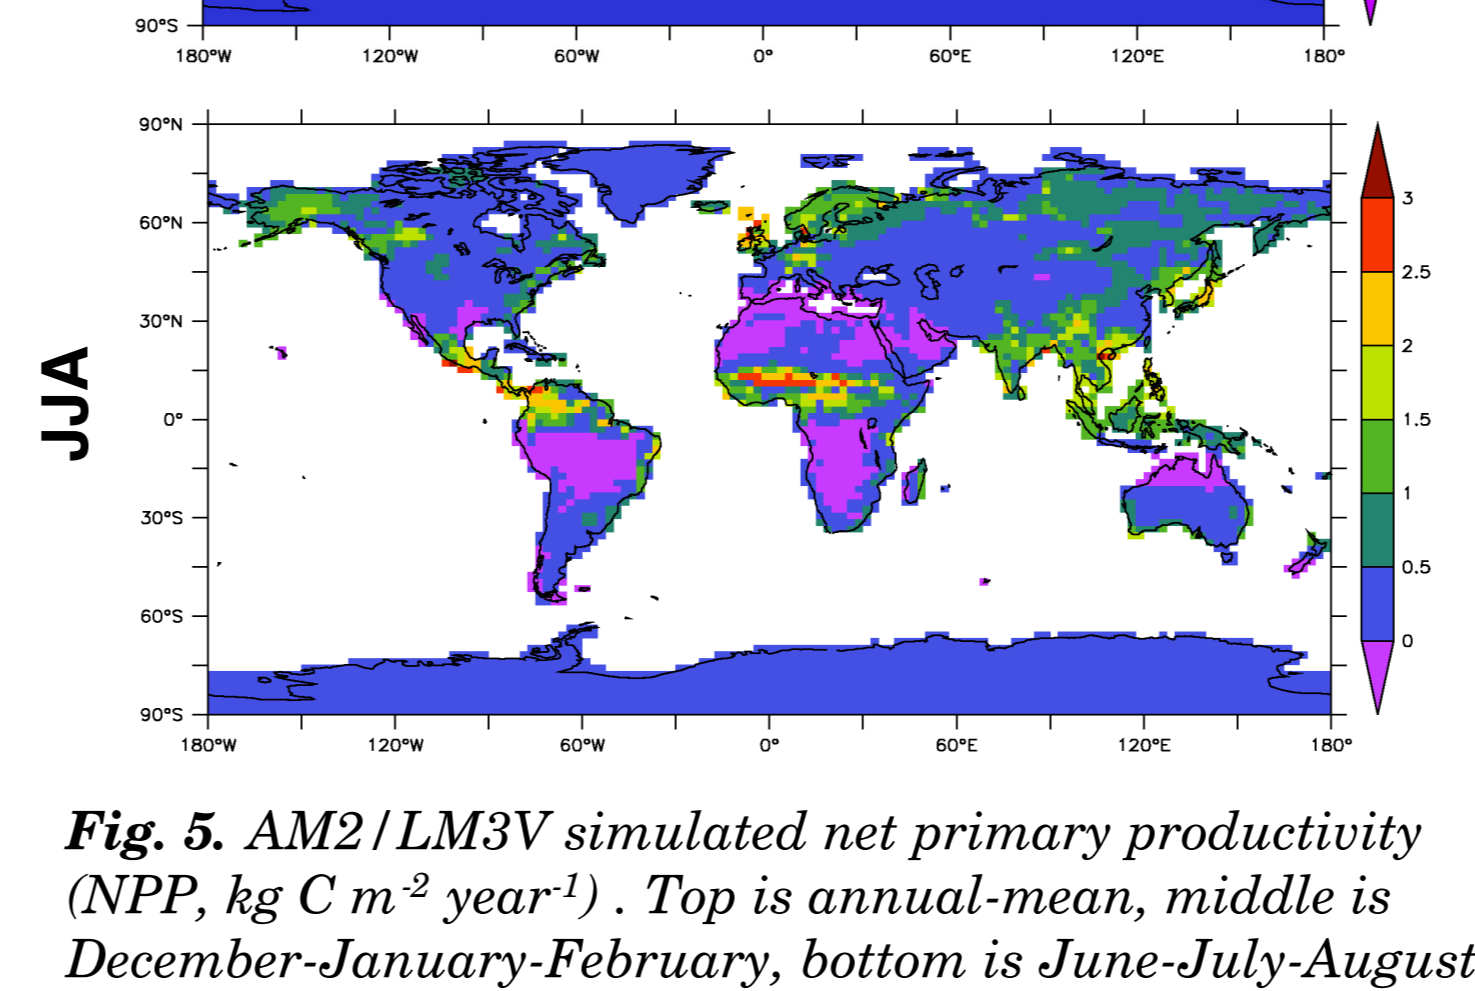 90°S
180°W 120°W 60°W 0° 60°E 120°E 180°
JJA
90°N
60°N
30°N
0°
30°S
60°S
90°S
180°W 120°W 60°W 0° 60°E 120°E 180°
3
2.5
2
1.5
1
0.5
0
Fig. 5. AM2/LM3V simulated net primary productivity
(NPP, kg C m⁻² year⁻¹) . Top is annual-mean, middle is
December-January-February, bottom is June-July-August